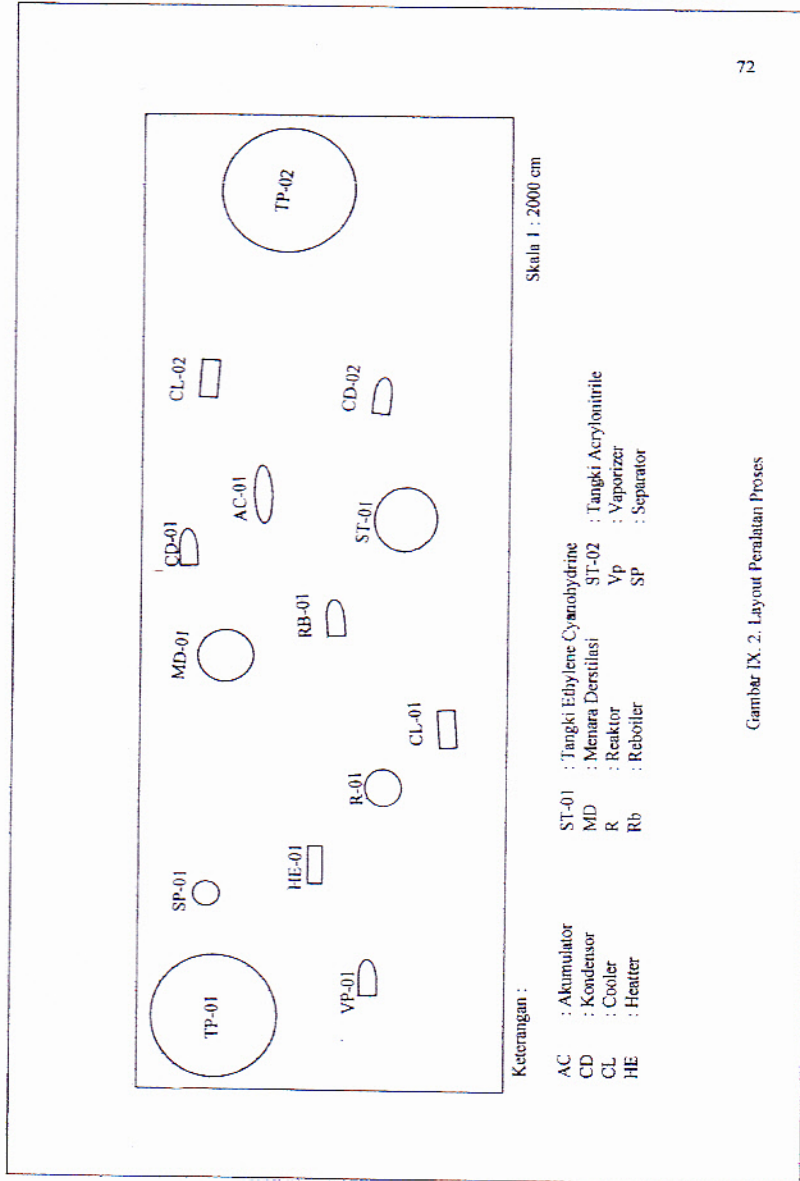 72
TP-01
SP-01
VP-01
HE-01
R-01
CL-01
MD-01
RB-01
CD-01
AC-01
ST-01
CL-02
CD-02
TP-02
Skala 1 : 2000 cm
Keterangan :
AC : Akumulator
CD : Kondensor
CL : Cooler
HE : Heatter
ST-01 : Tangki Ethylene Cyanohydrine
MD : Menara Derstilasi
R : Reaktor
Rb : Reboiler
ST-02 : Tangki Acrylonitrile
Vp : Vaporizer
SP : Separator
Gambar IX. 2. Layout Peralatan Proses